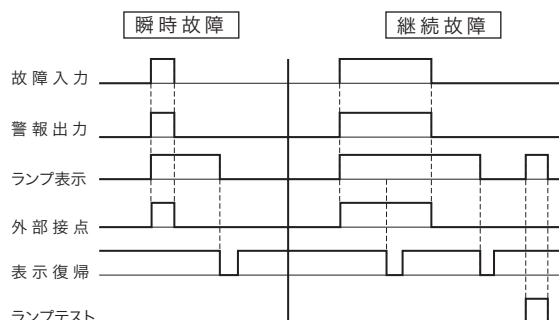 瞬時故障
継続故障
故障入力
警報出力
ランプ表示
外部接点
表示復帰
ランプテスト